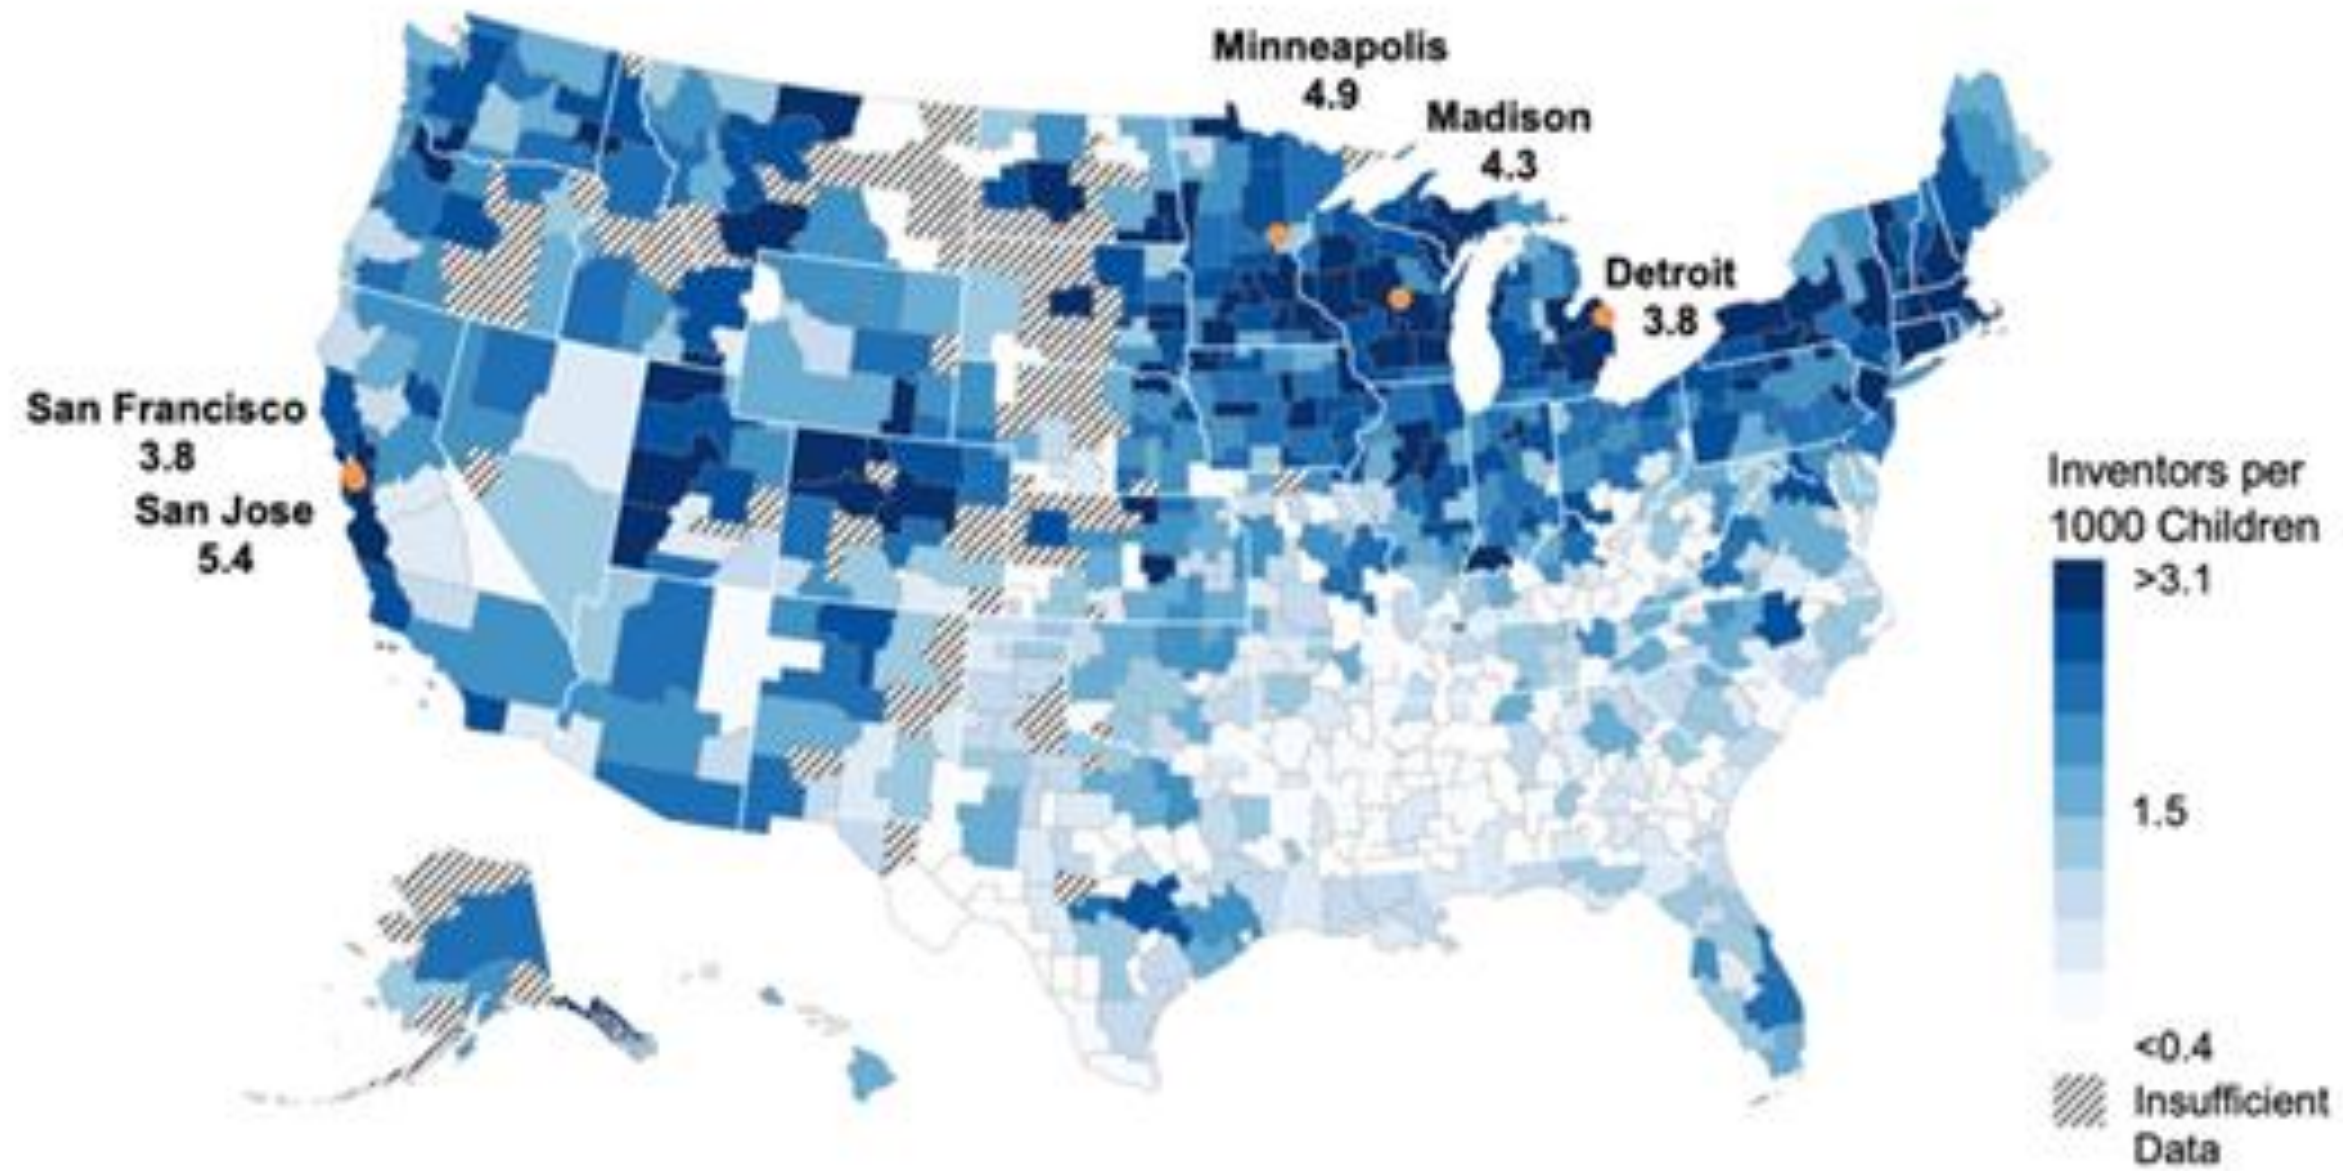 Minneapolis
4.9
Madison
4.3
Detroit
3.8
San Francisco
3.8
San Jose
5.4
Inventors per
1000 Children
>3.1
1.5
<0.4
Insufficient
Data